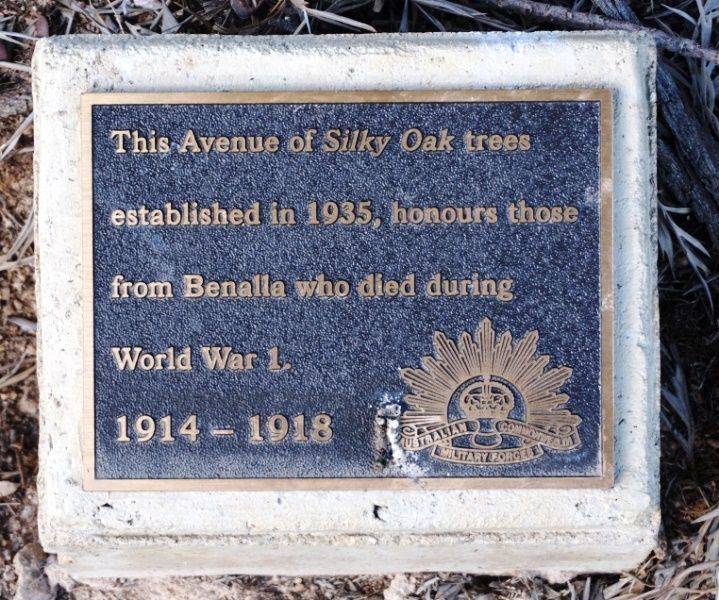 This Avenue of Silky Oak trees
established in 1935, honours those
from Benalla who died during
World War 1.
1914 – 1918
AUSTRALIAN COMMONWEALTH
MILITARY FORCES